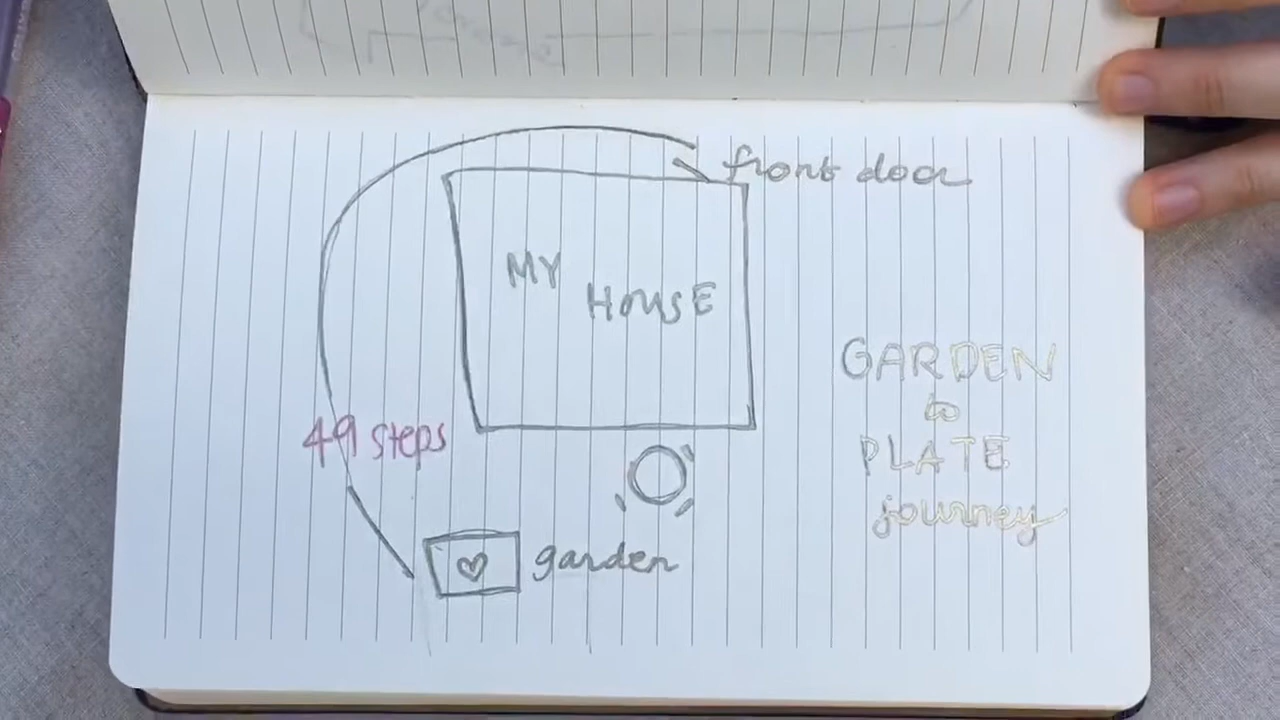 front door
MY HOUSE
GARDEN
to
PLATE
journey
49 steps
garden